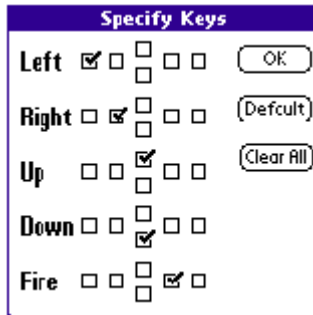 Specify Keys
Left
OK
Right
Defcult
Up
Clear All
Down
Fire